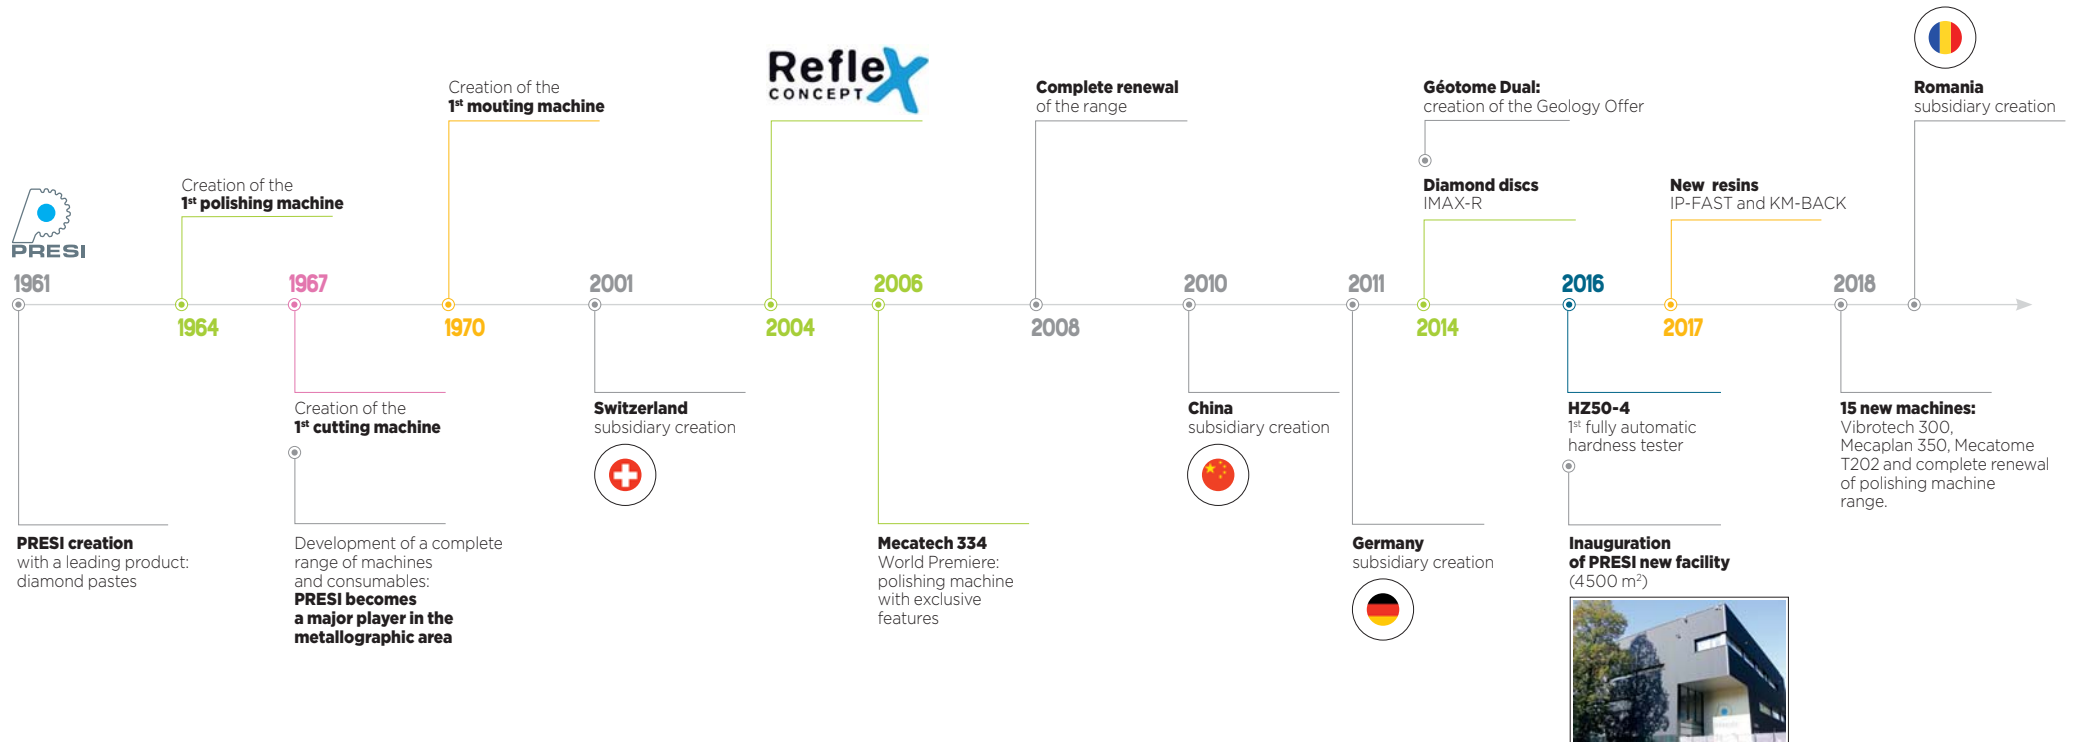 PRESI
1961
PRESI creation
with a leading product:
diamond pastes
Creation of the
1st polishing machine
1964
1967
Creation of the
1st cutting machine
Development of a complete
range of machines
and consumables:
PRESI becomes
a major player in the
metallographic area
Creation of the
1st mouting machine
1970
2001
Switzerland
subsidiary creation
Reflex
CONCEPT
2004
2006
Mecatech 334
World Premiere:
polishing machine
with exclusive
features
Complete renewal
of the range
2008
2010
China
subsidiary creation
2011
Germany
subsidiary creation
Géotome Dual:
creation of the Geology Offer
Diamond discs
IMAX-R
2014
2016
HZ50-4
1st fully automatic
hardness tester
Inauguration
of PRESI new facility
(4500 m2)
New resins
IP-FAST and KM-BACK
2017
2018
15 new machines:
Vibrotech 300,
Mecaplan 350, Mecatome
T202 and complete renewal
of polishing machine
range.
Romania
subsidiary creation